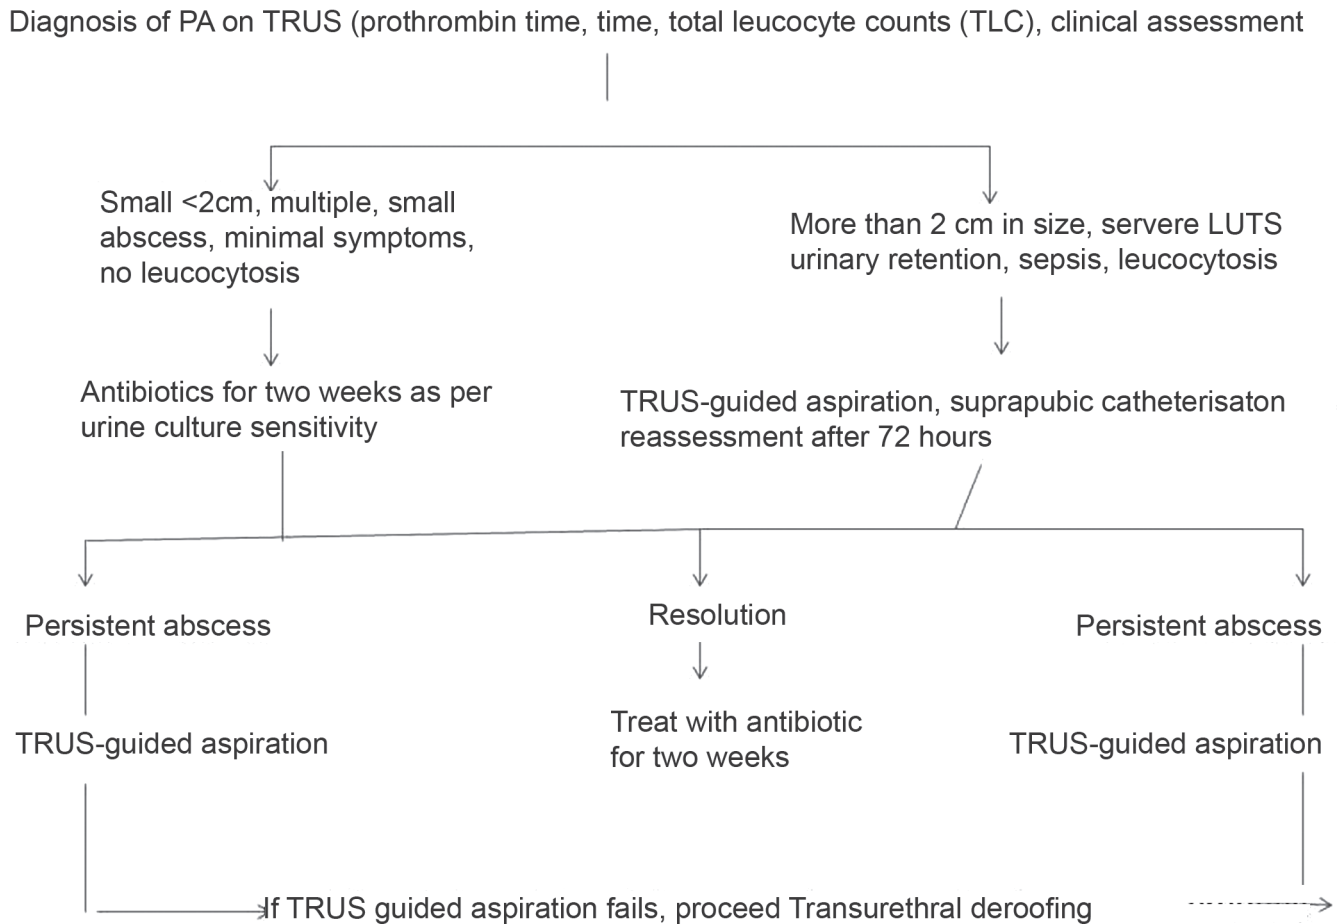 Diagnosis of PA on TRUS (prothrombin time, time, total leucocyte counts (TLC), clinical assessment
Small <2cm, multiple, small
abscess, minimal symptoms,
no leucocytosis
More than 2 cm in size, servere LUTS
urinary retention, sepsis, leucocytosis
Antibiotics for two weeks as per
urine culture sensitivity
TRUS-guided aspiration, suprapubic catheterisaton
reassessment after 72 hours
Persistent abscess
Resolution
Persistent abscess
TRUS-guided aspiration
Treat with antibiotic
for two weeks
TRUS-guided aspiration
If TRUS guided aspiration fails, proceed Transurethral deroofing